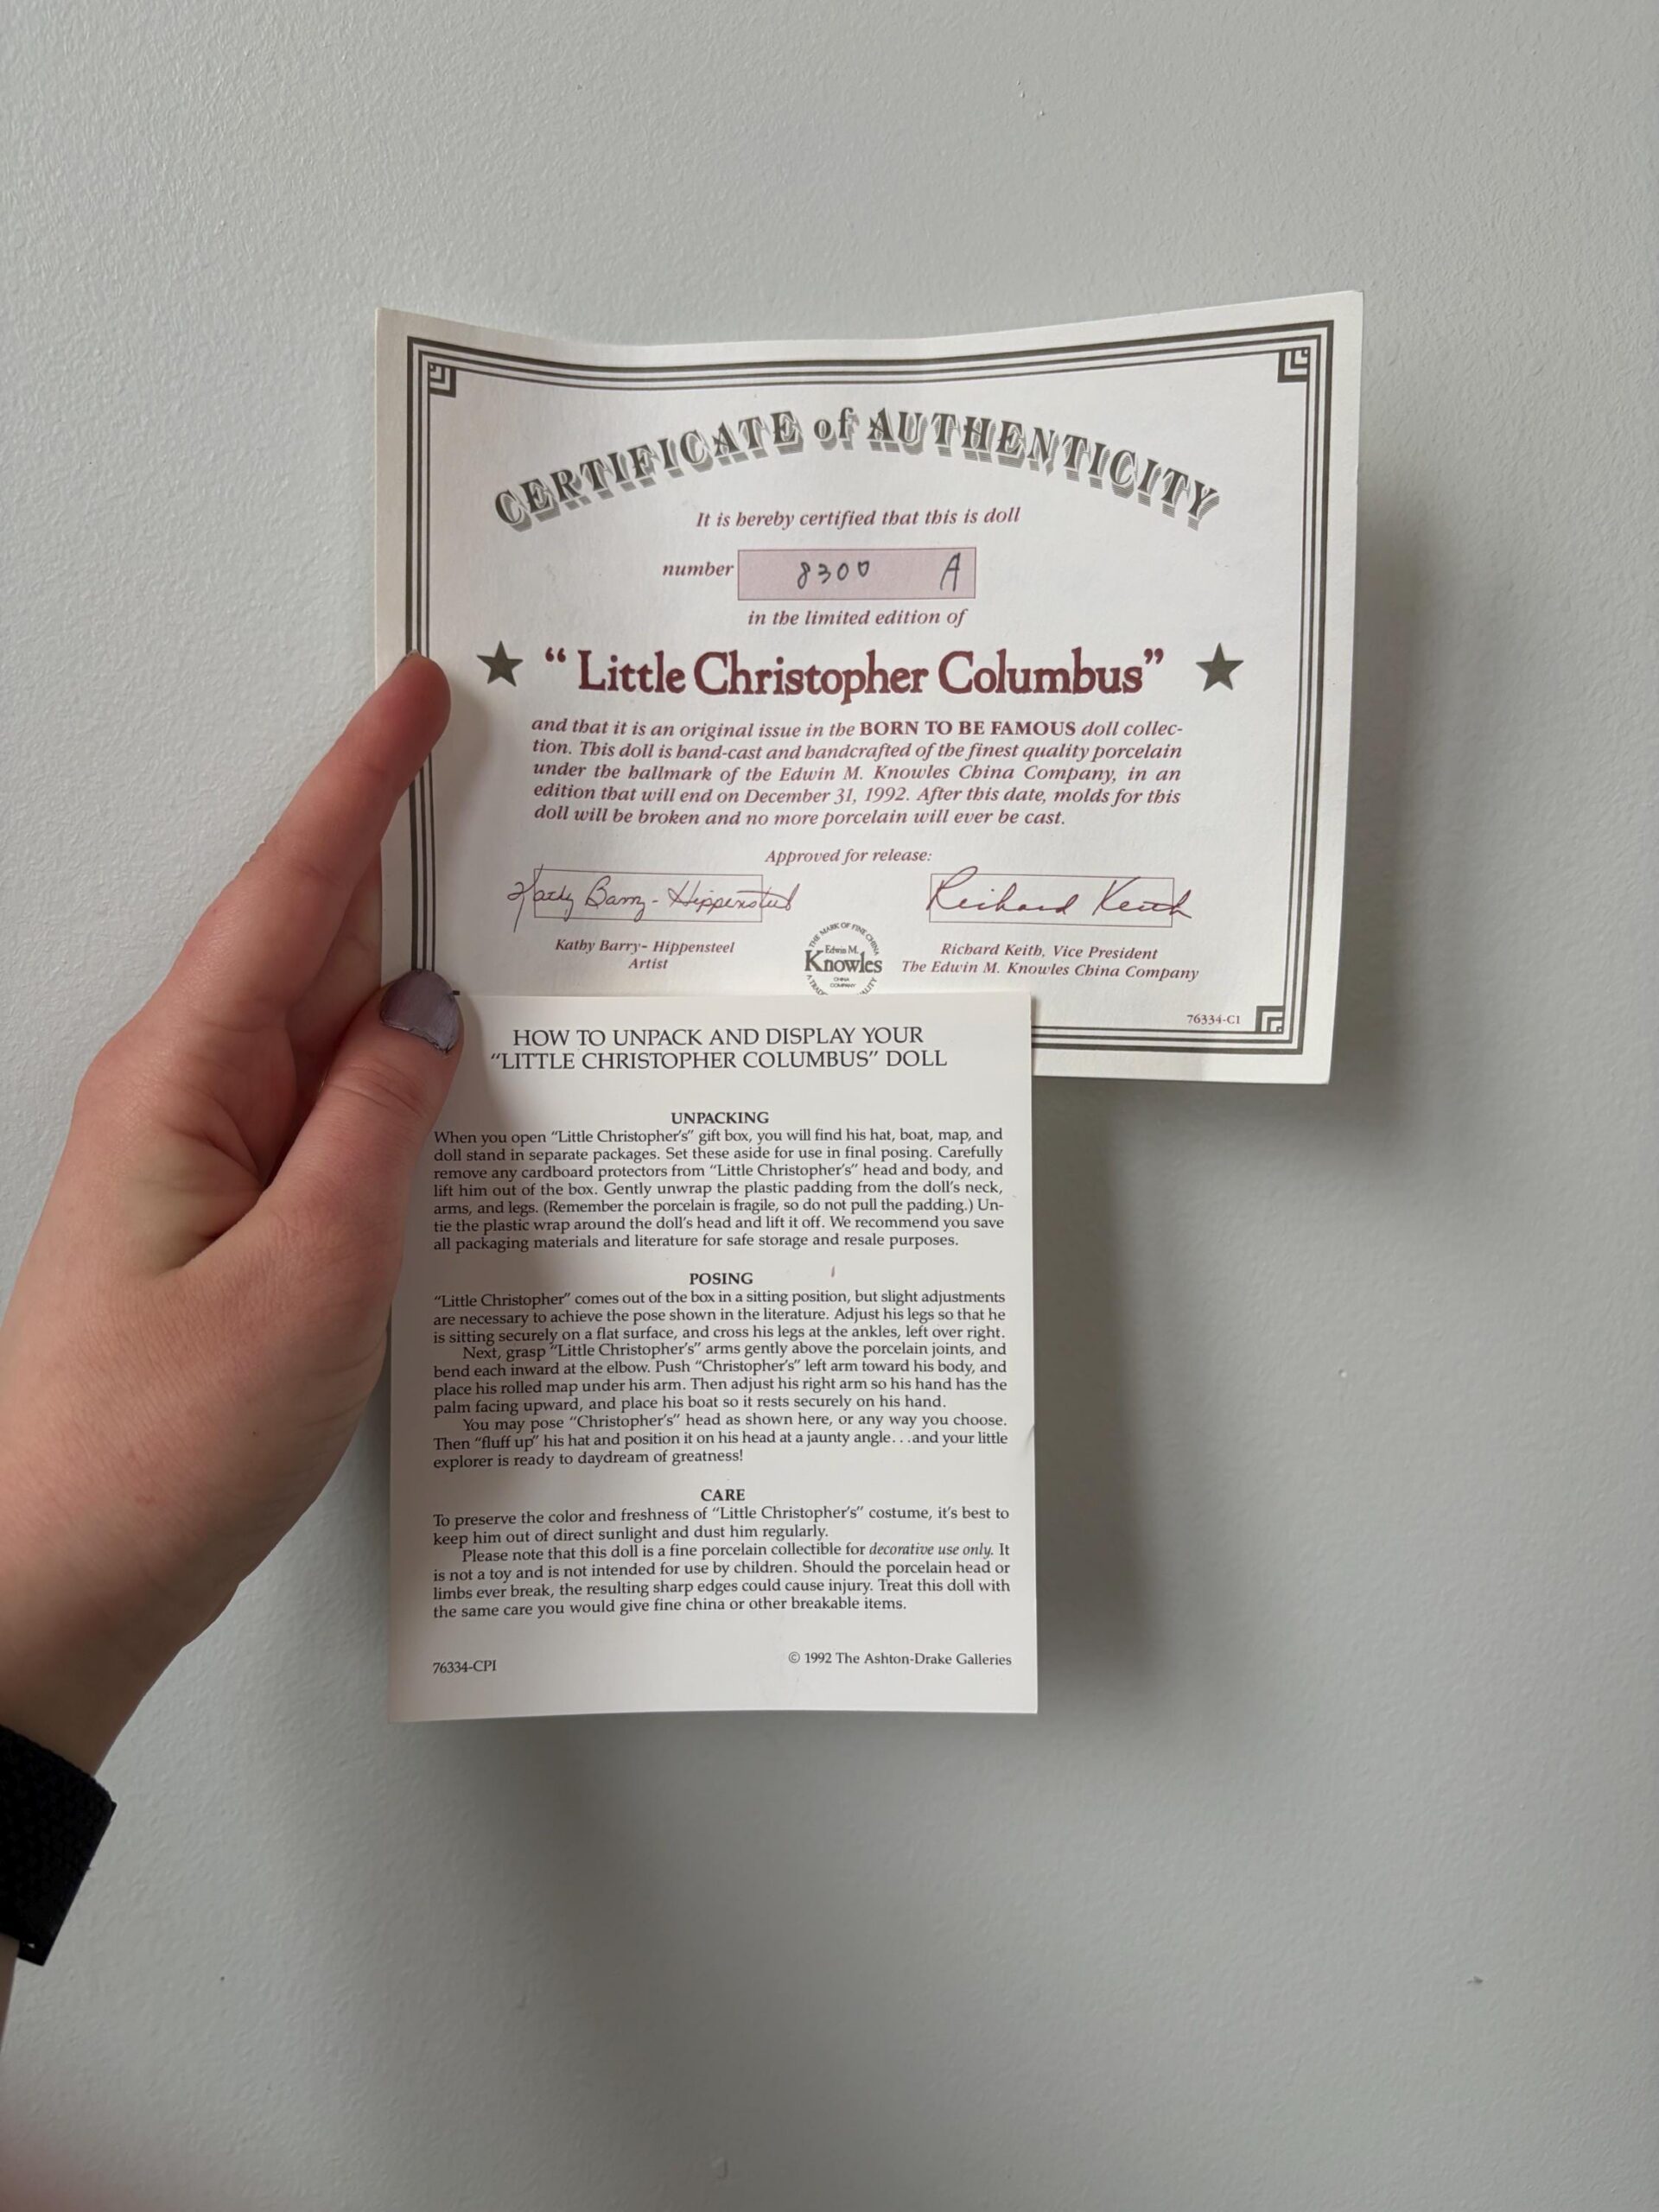 CERTIFICATE of AUTHENTICITY
It is hereby certified that this is doll
number 8300 A
in the limited edition of
★ “Little Christopher Columbus” ★
and that it is an original issue in the BORN TO BE FAMOUS doll collec-
tion. This doll is hand-cast and handcrafted of the finest quality porcelain
under the hallmark of the Edwin M. Knowles China Company, in an
edition that will end on December 31, 1992. After this date, molds for this
doll will be broken and no more porcelain will ever be cast.
Approved for release:
Kathy Barry-Hippensteel
Richard Keith
Kathy Barry- Hippensteel
Artist
THE MARK OF FINE CHINA
Edwin M.
Knowles
CHINA
COMPANY
Richard Keith, Vice President
The Edwin M. Knowles China Company
76334-C1
HOW TO UNPACK AND DISPLAY YOUR
“LITTLE CHRISTOPHER COLUMBUS” DOLL
UNPACKING
When you open “Little Christopher’s” gift box, you will find his hat, boat, map, and
doll stand in separate packages. Set these aside for use in final posing. Carefully
remove any cardboard protectors from “Little Christopher’s” head and body, and
lift him out of the box. Gently unwrap the plastic padding from the doll’s neck,
arms, and legs. (Remember the porcelain is fragile, so do not pull the padding.) Un-
tie the plastic wrap around the doll’s head and lift it off. We recommend you save
all packaging materials and literature for safe storage and resale purposes.
POSING
“Little Christopher” comes out of the box in a sitting position, but slight adjustments
are necessary to achieve the pose shown in the literature. Adjust his legs so that he
is sitting securely on a flat surface, and cross his legs at the ankles, left over right.
Next, grasp “Little Christopher’s” arms gently above the porcelain joints, and
bend each inward at the elbow. Push “Christopher’s” left arm toward his body, and
place his rolled map under his arm. Then adjust his right arm so his hand has the
palm facing upward, and place his boat so it rests securely on his hand.
You may pose “Christopher’s” head as shown here, or any way you choose.
Then “fluff up” his hat and position it on his head at a jaunty angle...and your little
explorer is ready to daydream of greatness!
CARE
To preserve the color and freshness of “Little Christopher’s” costume, it’s best to
keep him out of direct sunlight and dust him regularly.
Please note that this doll is a fine porcelain collectible for decorative use only. It
is not a toy and is not intended for use by children. Should the porcelain head or
limbs ever break, the resulting sharp edges could cause injury. Treat this doll with
the same care you would give fine china or other breakable items.
76334-CPI
© 1992 The Ashton-Drake Galleries